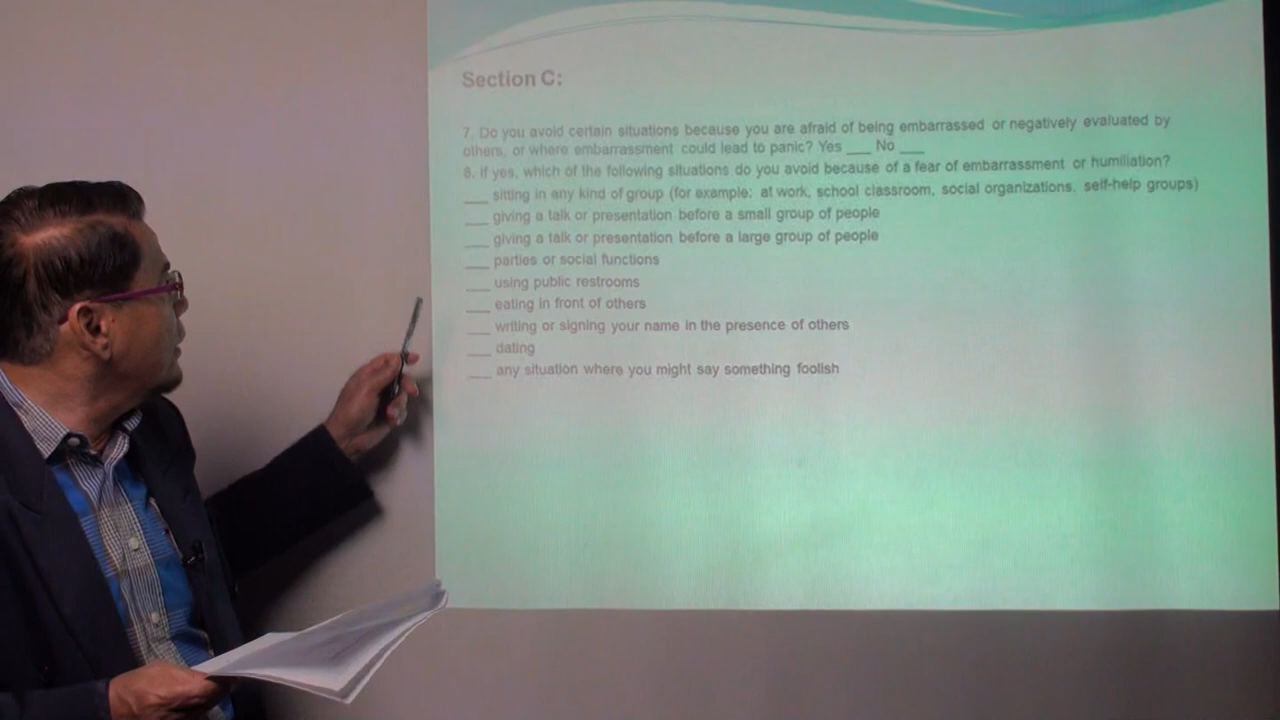 Section C:
7. Do you avoid certain situations because you are afraid of being embarrassed or negatively evaluated by
others, or where embarrassment could lead to panic? Yes ___ No ___
8. If yes, which of the following situations do you avoid because of a fear of embarrassment or humiliation?
___ sitting in any kind of group (for example: at work, school classroom, social organizations, self-help groups)
___ giving a talk or presentation before a small group of people
___ giving a talk or presentation before a large group of people
___ parties or social functions
___ using public restrooms
___ eating in front of others
___ writing or signing your name in the presence of others
___ dating
___ any situation where you might say something foolish